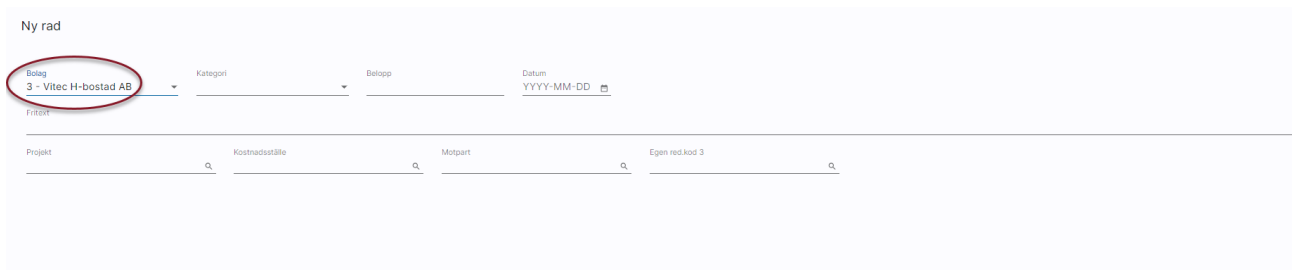 Ny rad
Bolag Kategori Belopp Datum
3 - Vitec H-bostad AB YYYY-MM-DD
Fritext
Projekt Kostnadsställe Motpart Egen red.kod 3